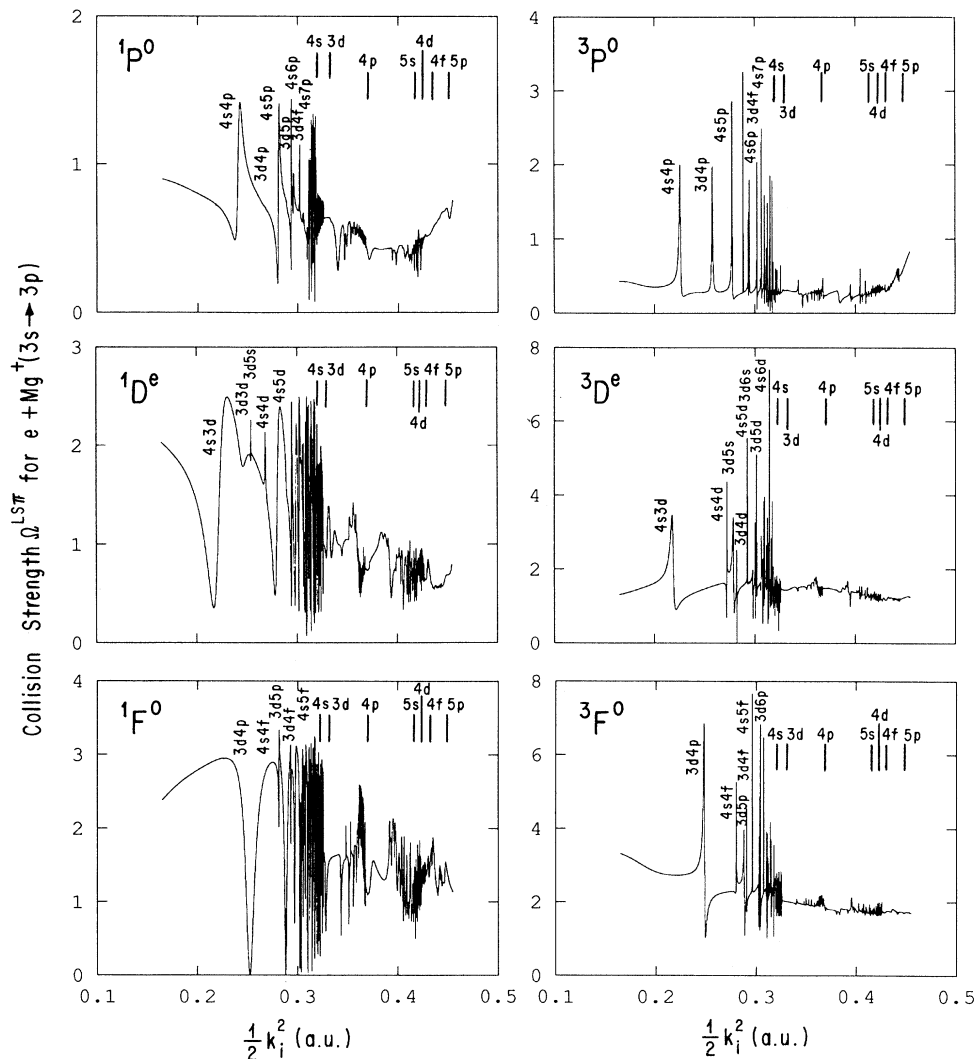 Collision Strength Ω^LSπ for e + Mg⁺(3s → 3p)
2
1
0
¹P⁰
4s4p
3d4p
4s5p
3d5p
4s6p
3d4f
4s7p
4s 3d
4p
5s
4d
4f 5p
4
3
2
1
0
³P⁰
4s4p
3d4p
4s5p
4s6p
3d4f
4s7p
4s
3d
4p
5s 4f 5p
4d
3
2
1
0
¹Dᵉ
4s3d
3d3d
3d5s
4s4d
4s5d
4s 3d
4p
5s 4f 5p
4d
8
6
4
2
0
³Dᵉ
4s3d
4s4d
3d5s
3d4d
4s5d
3d6s
3d5d
4s6d
4s
3d
4p
5s 4f 5p
4d
4
3
2
1
0
¹F⁰
3d4p
4s4f
3d5p
3d4f
4s5f
4s 3d
4p
4d
5s 4f 5p
8
6
4
2
0
³F⁰
3d4p
4s4f
3d5p
3d4f
4s5f
3d6p
4s 3d
4p
4d
5s 4f 5p
0.1 0.2 0.3 0.4 0.5
0.1 0.2 0.3 0.4 0.5
½ kᵢ² (a.u.)
½ kᵢ² (a.u.)